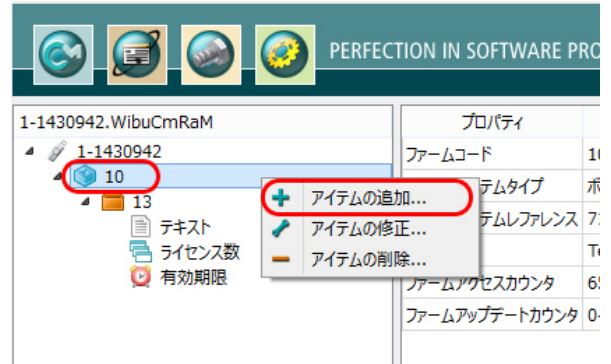 PERFECTION IN SOFTWARE PRO
1-1430942.WibuCmRaM
1-1430942
10
13
テキスト
ライセンス数
有効期限
アイテムの追加...
アイテムの修正...
アイテムの削除...
プロパティ
ファームコード
テムタイプ
テムレファレンス
ファームアクセスカウンタ
ファームアップデートカウンタ